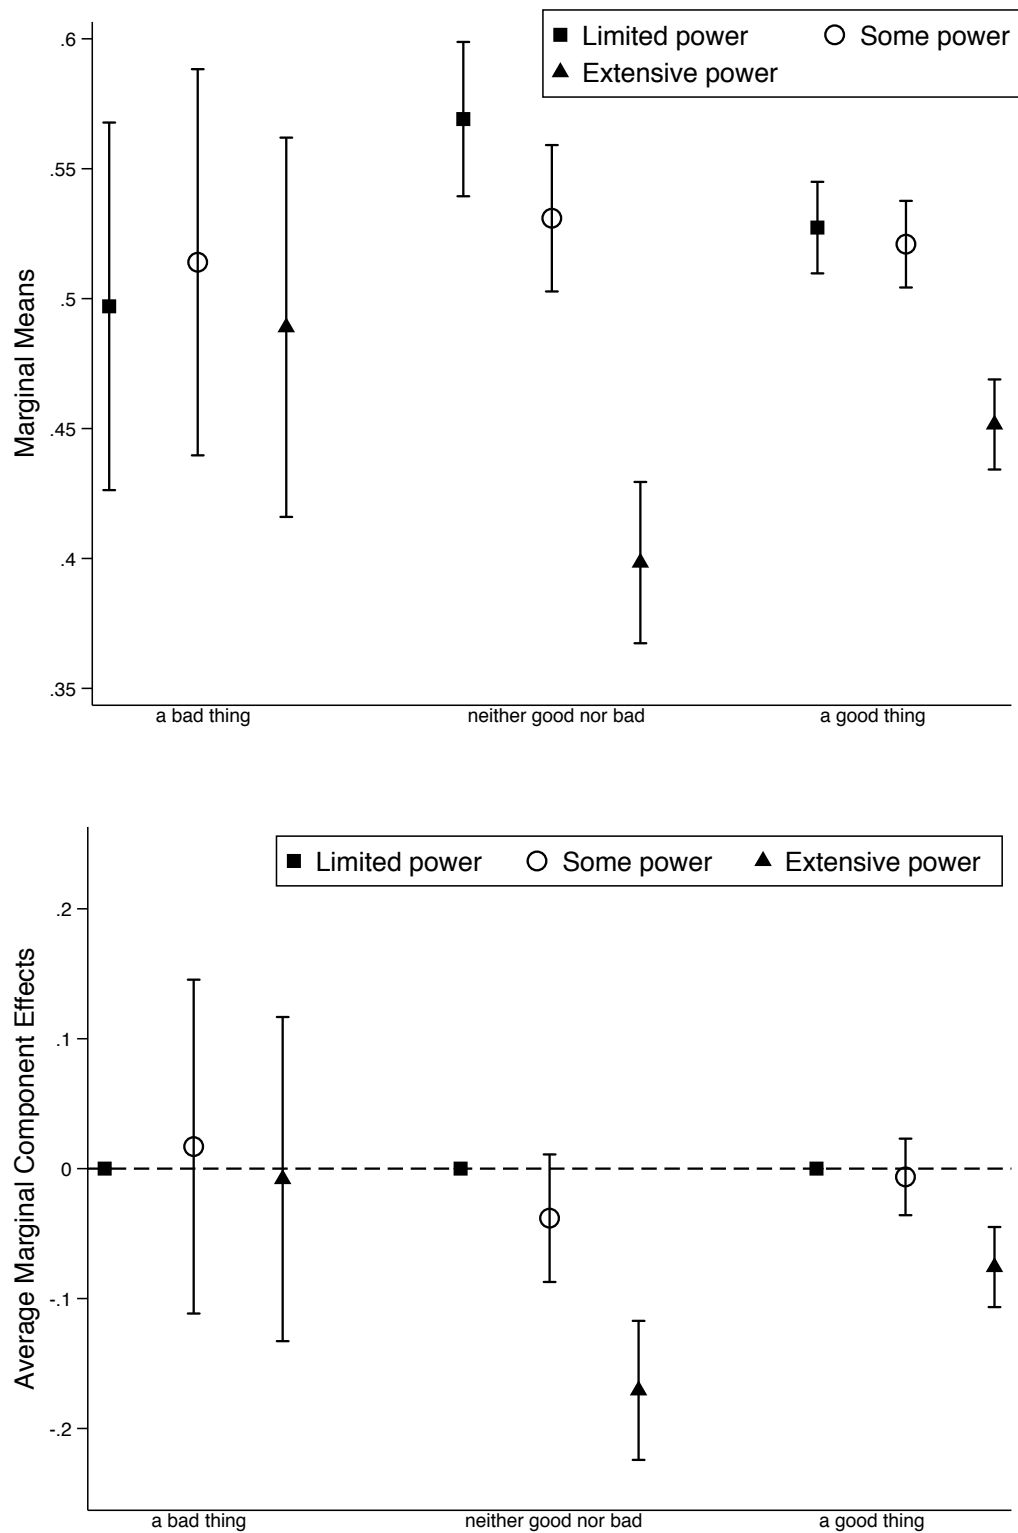 Limited power Some power
Extensive power
.6
.55
.5
.45
.4
.35
Marginal Means
a bad thing neither good nor bad a good thing
Limited power Some power Extensive power
.2
.1
0
-.1
-.2
Average Marginal Component Effects
a bad thing neither good nor bad a good thing